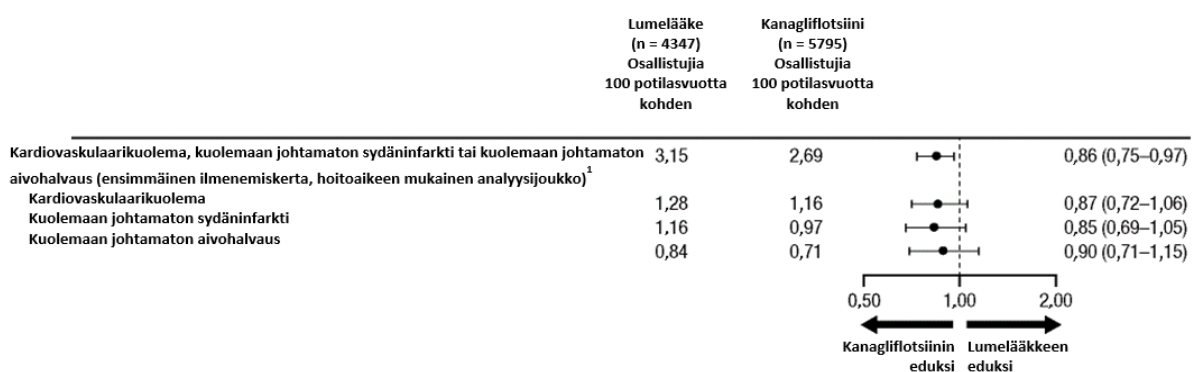 Lumelääke
(n = 4347)
Osallistujia
100 potilasvuotta
kohden
Kanagliflotsiini
(n = 5795)
Osallistujia
100 potilasvuotta
kohden
Kardiovaskulaarikuolema, kuolemaan johtamaton sydäninfarkti tai kuolemaan johtamaton 3,15 2,69 0,86 (0,75–0,97)
aivohalvaus (ensimmäinen ilmenemiskerta, hoitoaikeen mukainen analyysijoukko)1
Kardiovaskulaarikuolema 1,28 1,16 0,87 (0,72–1,06)
Kuolemaan johtamaton sydäninfarkti 1,16 0,97 0,85 (0,69–1,05)
Kuolemaan johtamaton aivohalvaus 0,84 0,71 0,90 (0,71–1,15)
0,50 1,00 2,00
Kanagliflotsiinin
eduksi
Lumelääkkeen
eduksi